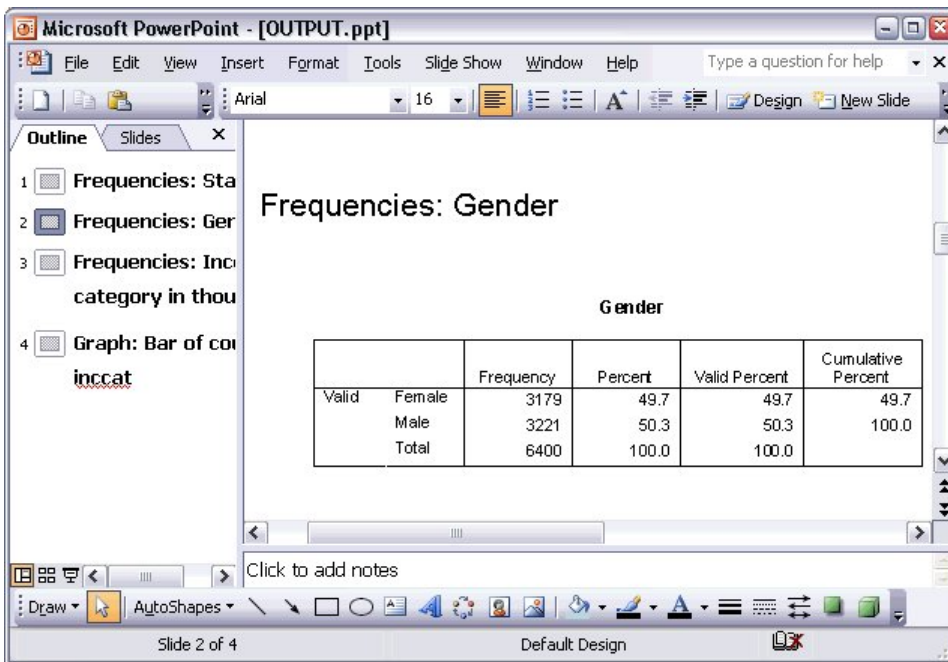 Microsoft PowerPoint - [OUTPUT.ppt]
File Edit View Insert Format Tools Slide Show Window Help Type a question for help
Arial 16 A Design New Slide
Outline Slides
1 Frequencies: Sta
2 Frequencies: Ger
3 Frequencies: Inc
category in thou
4 Graph: Bar of cou
inccat
Frequencies: Gender
Gender
Frequency Percent Valid Percent Cumulative Percent
Valid Female 3179 49.7 49.7 49.7
Male 3221 50.3 50.3 100.0
Total 6400 100.0 100.0
Click to add notes
Draw AutoShapes A
Slide 2 of 4 Default Design